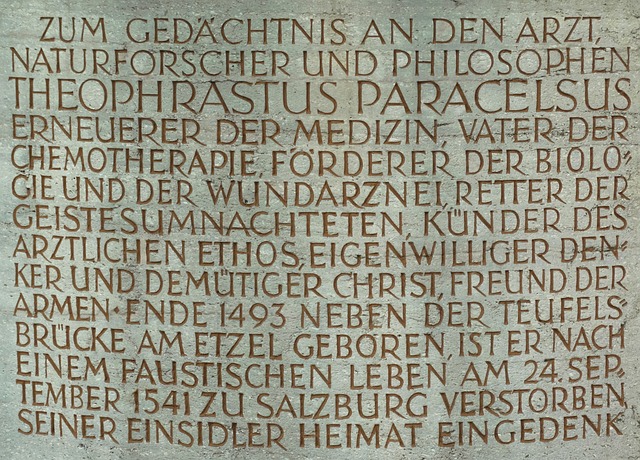 ZUM GEDÄCHTNIS AN DEN ARZT,
NATURFORSCHER UND PHILOSOPHEN
THEOPHRASTUS PARACELSUS
ERNEUERER DER MEDIZIN, VATER DER
CHEMOTHERAPIE, FÖRDERER DER BIOLO-
GIE UND DER WUNDARZNEI, RETTER DER
GEISTESUMNACHTETEN, KÜNDER DES
ARZTLICHEN ETHOS, EIGENWILLIGER DEN-
KER UND DEMÜTIGER CHRIST, FREUND DER
ARMEN·ENDE 1493 NEBEN DER TEUFELS-
BRÜCKE AM ETZEL GEBOREN, IST ER NACH
EINEM FAUSTISCHEN LEBEN AM 24. SEP-
TEMBER 1541 ZU SALZBURG VERSTORBEN,
SEINER EINSIDLER HEIMAT EINGEDENK